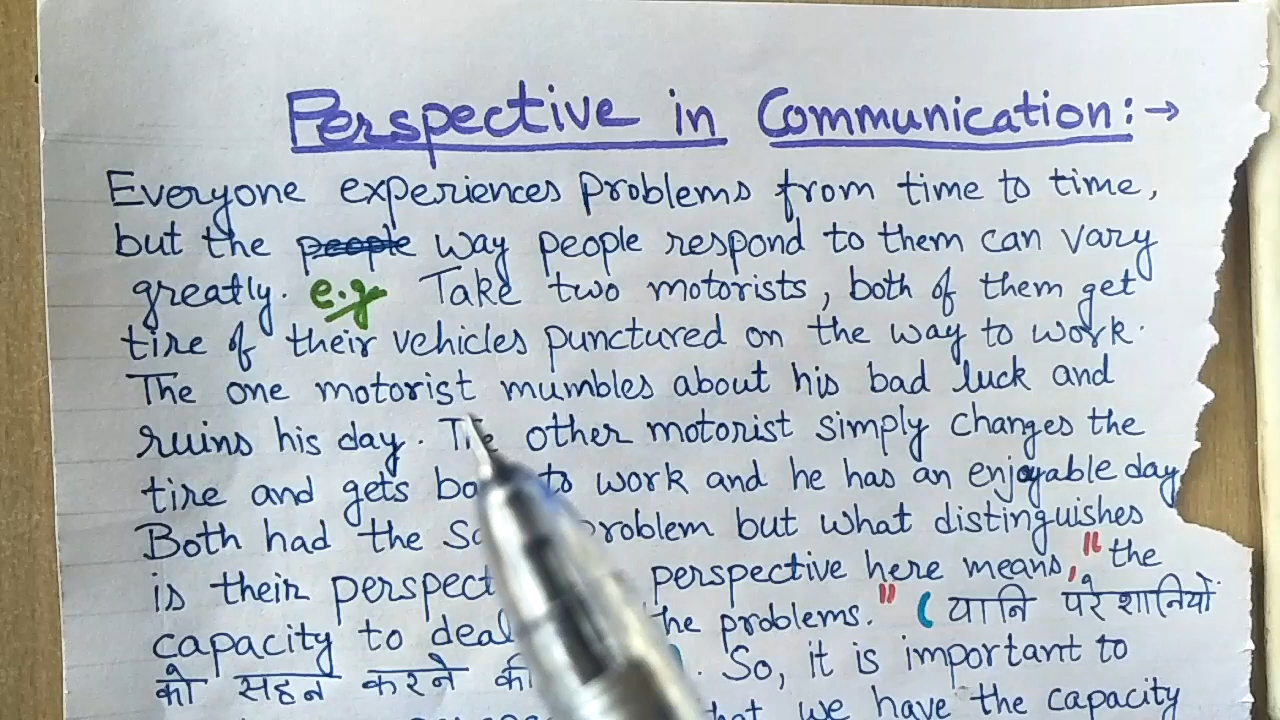 Perspective in Communication:→
Everyone experiences problems from time to time,
but the people way people respond to them can vary
greatly. e.g Take two motorists, both of them get
tire of their vehicles punctured on the way to work.
The one motorist mumbles about his bad luck and
ruins his day. The other motorist simply changes the
tire and gets to work and he has an enjoyable day
Both had the problem but what distinguishes
is their perspective here means, "the
capacity to deal the problems." (यानि परेशानियों
को सहन करने की ). So, it is important to
we have the capacity